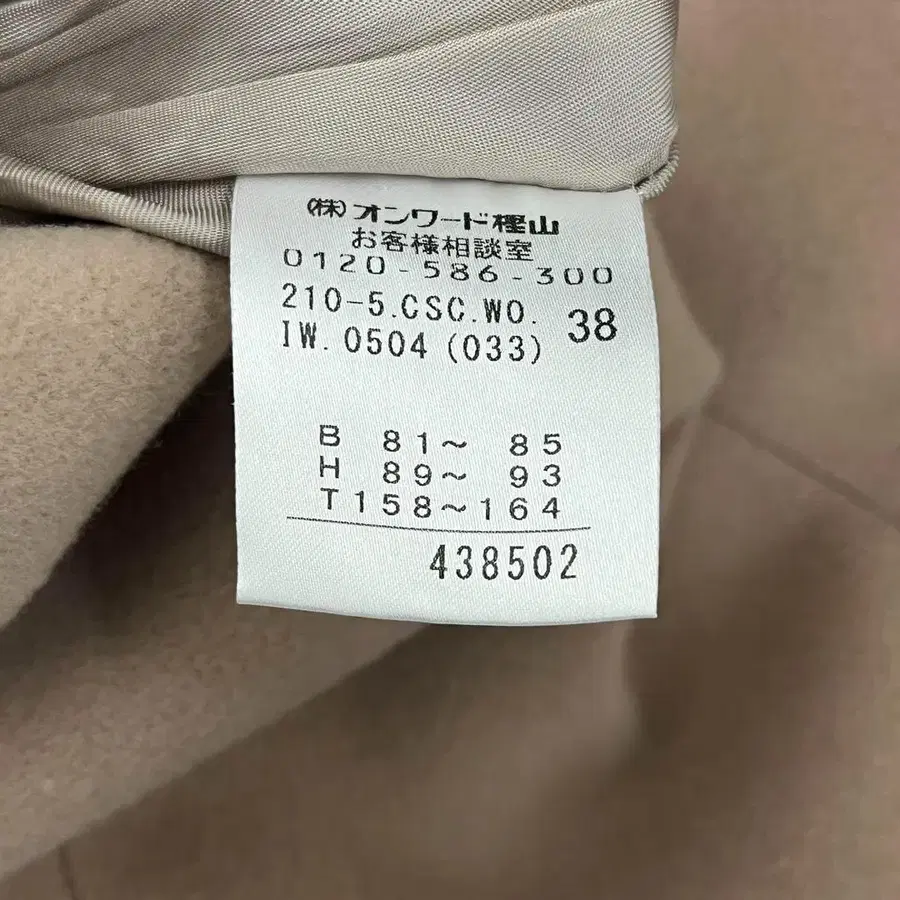 (株)オンワード樫山
お客様相談室
0120-586-300
210-5.CSC.WO.
38
IW.0504 (033)
B 81～ 85
H 89～ 93
T158～164
438502